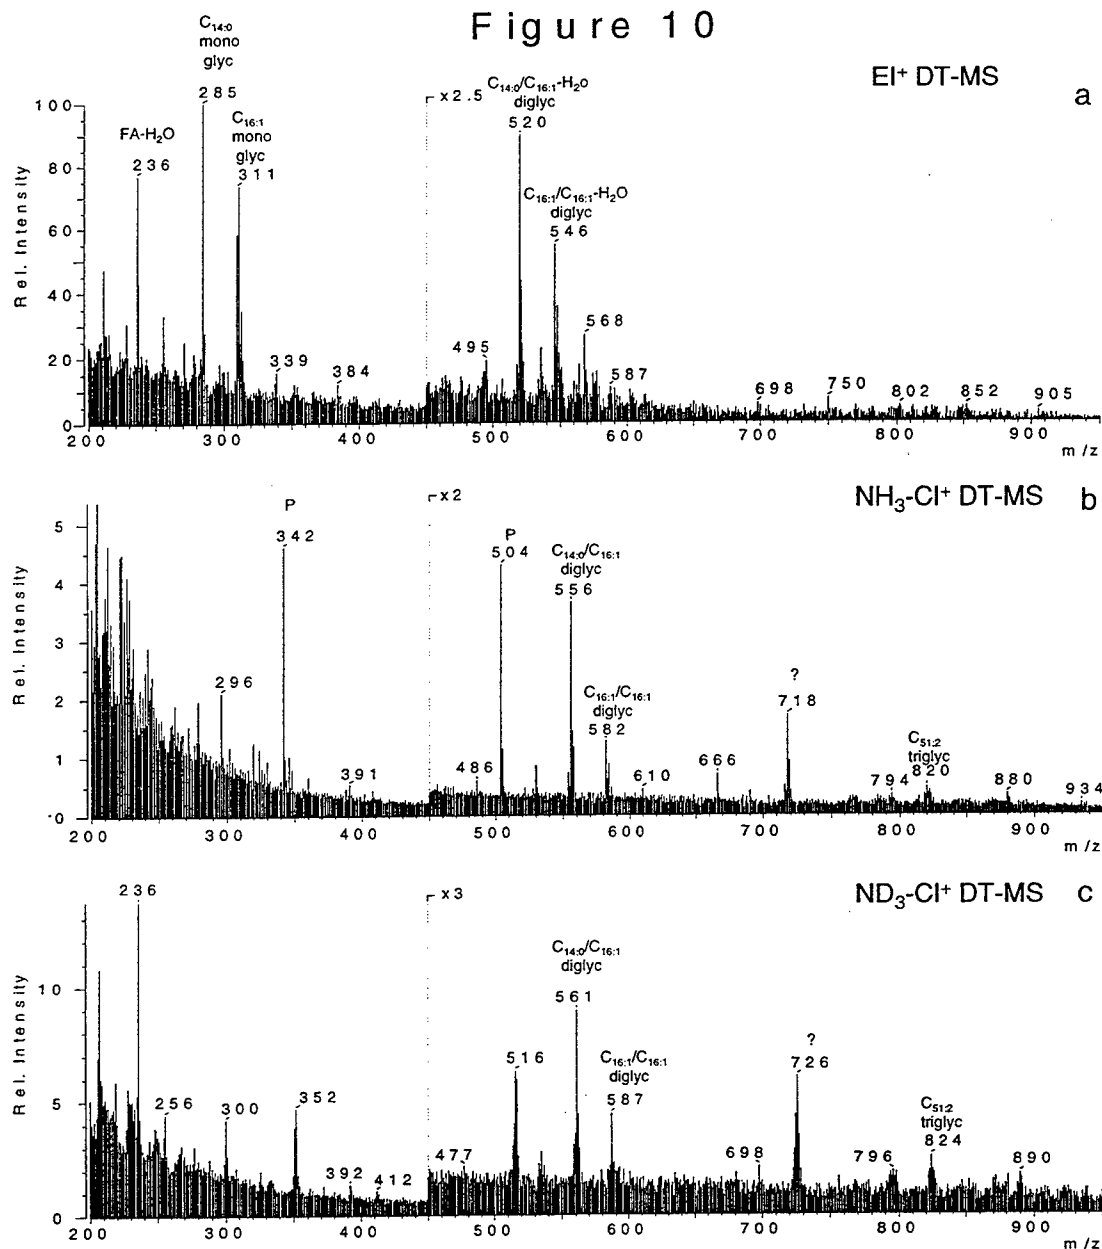 Figure 10
EI⁺ DT-MS
a
C₁₄:₀
mono
glyc
285
FA-H₂O
236
C₁₆:₁
mono
glyc
311
x2.5
C₁₄:₀/C₁₆:₁-H₂O
diglyc
520
C₁₆:₁/C₁₆:₁-H₂O
diglyc
546
568
339
384
495
587
698
750
802
852
905
Rel. Intensity
100
80
60
40
20
0
200 300 400 500 600 700 800 900
m/z
NH₃-CI⁺ DT-MS
b
x2
P
342
P
504
C₁₄:₀/C₁₆:₁
diglyc
556
C₁₆:₁/C₁₆:₁
diglyc
582
?
718
C₅₁:₂
triglyc
820
296
391
486
610
666
794
880
934
Rel. Intensity
5
4
3
2
1
0
200 300 400 500 600 700 800 900
m/z
ND₃-CI⁺ DT-MS
c
x3
236
C₁₄:₀/C₁₆:₁
diglyc
561
516
C₁₆:₁/C₁₆:₁
diglyc
587
?
726
C₅₁:₂
triglyc
824
256
300
352
392
412
477
698
796
890
Rel. Intensity
10
5
0
200 300 400 500 600 700 800 900
m/z